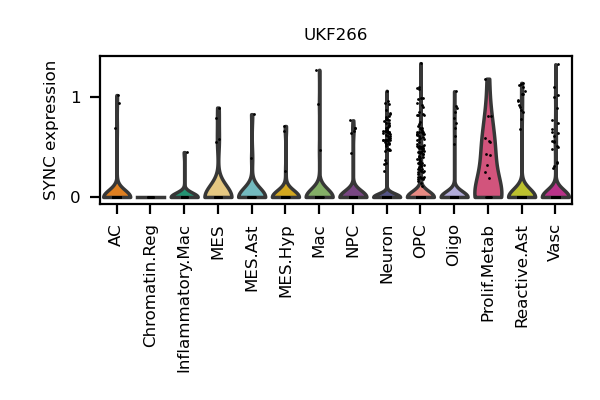 UKF266
SYNC expression
1
0
AC
Chromatin.Reg
Inflammatory.Mac
MES
MES.Ast
MES.Hyp
Mac
NPC
Neuron
OPC
Oligo
Prolif.Metab
Reactive.Ast
Vasc